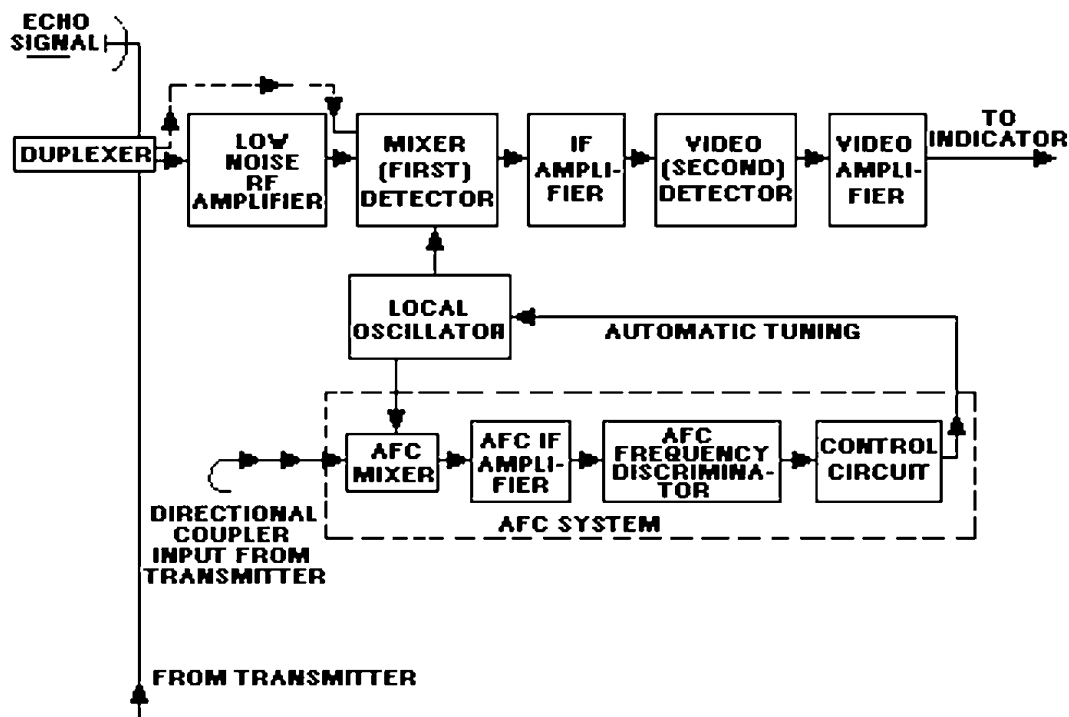 ECHO
SIGNAL
DUPLEXER
LOW
NOISE
RF
AMPLIFIER
MIXER
(FIRST)
DETECTOR
IF
AMPLI-
FIER
VIDEO
(SECOND)
DETECTOR
VIDEO
AMPLI-
FIER
TO
INDICATOR
LOCAL
OSCILLATOR
AUTOMATIC TUNING
AFC
MIXER
AFC IF
AMPLI-
FIER
AFC
FREQUENCY
DISCRIMINA-
TOR
CONTROL
CIRCUIT
AFC SYSTEM
DIRECTIONAL
COUPLER
INPUT FROM
TRANSMITTER
FROM TRANSMITTER